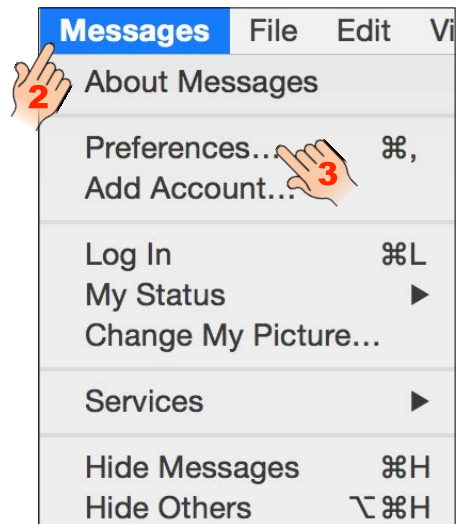 Messages File Edit Vi
2 About Messages
Preferences... ⌘,
3
Add Account...
Log In ⌘L
My Status ▶
Change My Picture...
Services ▶
Hide Messages ⌘H
Hide Others ⌥⌘H